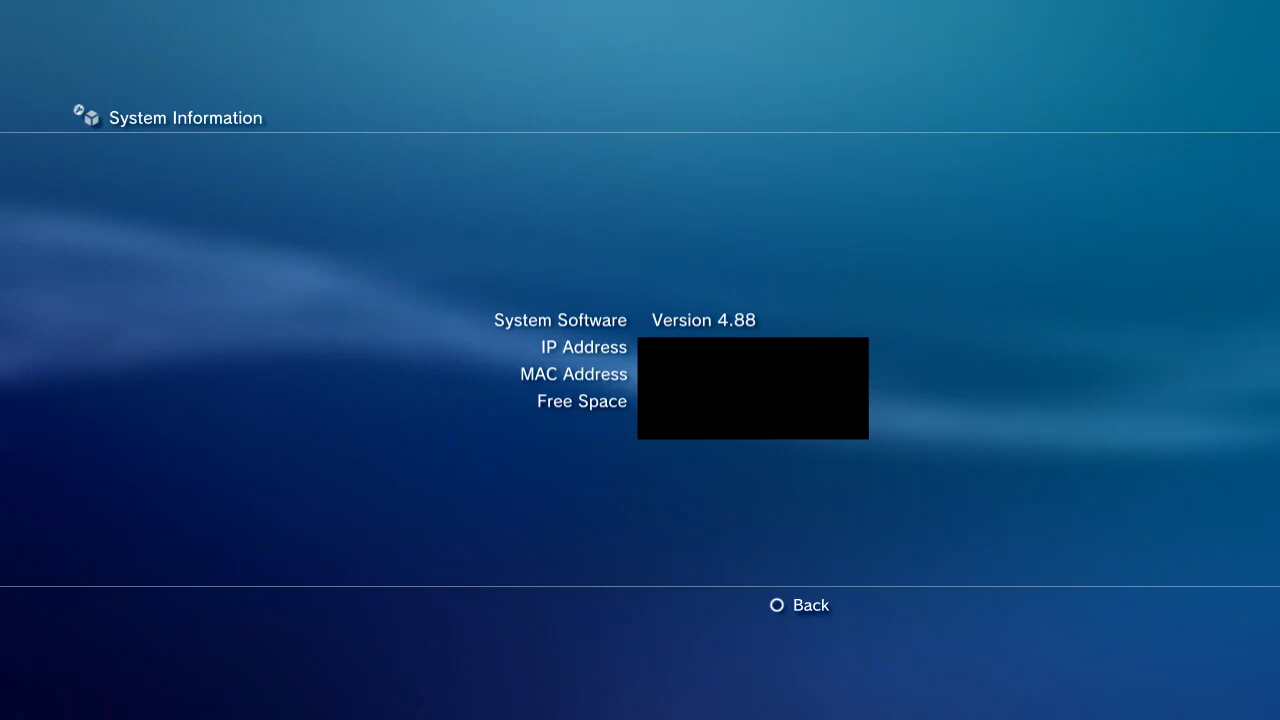 System Information
System Software Version 4.88
IP Address
MAC Address
Free Space
Back